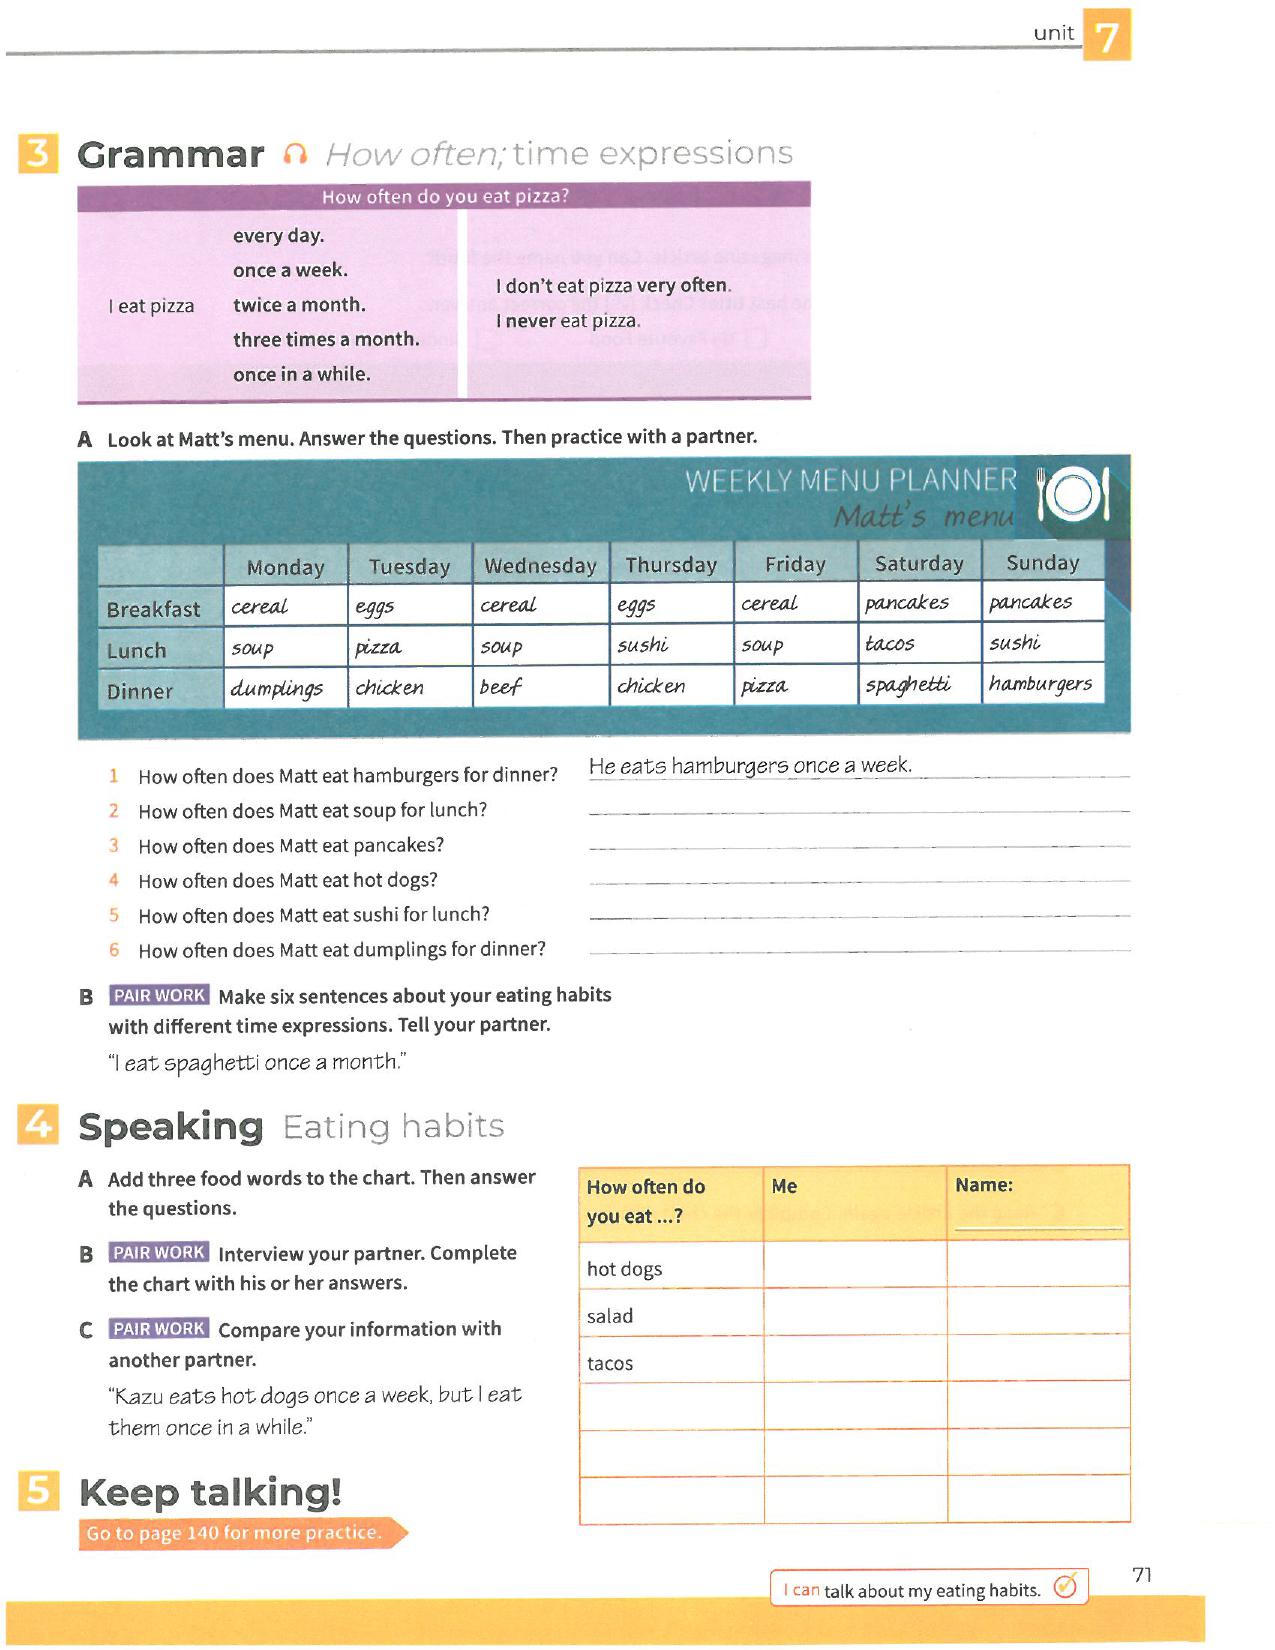 unit 7
3 Grammar How often; time expressions
How often do you eat pizza?
I eat pizza
every day.
once a week.
twice a month.
three times a month.
once in a while.
I don't eat pizza very often.
I never eat pizza.
A Look at Matt's menu. Answer the questions. Then practice with a partner.
WEEKLY MENU PLANNER
Matt's menu
Monday Tuesday Wednesday Thursday Friday Saturday Sunday
Breakfast cereal eggs cereal eggs cereal pancakes pancakes
Lunch soup pizza soup sushi soup tacos sushi
Dinner dumplings chicken beef chicken pizza spaghetti hamburgers
1 How often does Matt eat hamburgers for dinner? He eats hamburgers once a week.
2 How often does Matt eat soup for lunch?
3 How often does Matt eat pancakes?
4 How often does Matt eat hot dogs?
5 How often does Matt eat sushi for lunch?
6 How often does Matt eat dumplings for dinner?
B PAIR WORK Make six sentences about your eating habits
with different time expressions. Tell your partner.
"I eat spaghetti once a month."
4 Speaking Eating habits
A Add three food words to the chart. Then answer
the questions.
B PAIR WORK Interview your partner. Complete
the chart with his or her answers.
C PAIR WORK Compare your information with
another partner.
"Kazu eats hot dogs once a week, but I eat
them once in a while."
How often do
you eat ...?
Me
Name:
hot dogs
salad
tacos
5 Keep talking!
Go to page 140 for more practice.
I can talk about my eating habits.
71